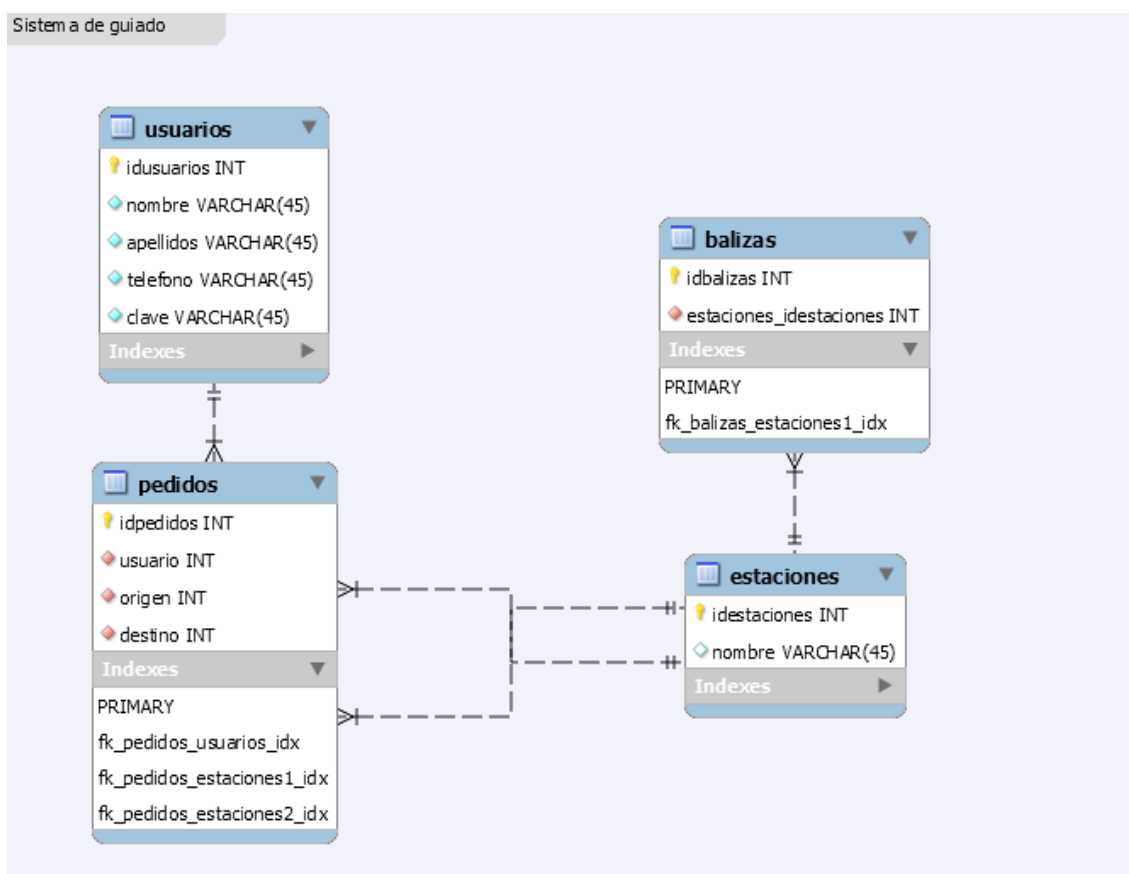 Sistema de guiado
usuarios
idusuarios INT
nombre VARCHAR(45)
apellidos VARCHAR(45)
telefono VARCHAR(45)
clave VARCHAR(45)
Indexes
pedidos
idpedidos INT
usuario INT
origen INT
destino INT
Indexes
PRIMARY
fk_pedidos_usuarios_idx
fk_pedidos_estaciones1_idx
fk_pedidos_estaciones2_idx
balizas
idbalizas INT
estaciones_idestaciones INT
Indexes
PRIMARY
fk_balizas_estaciones1_idx
estaciones
idestaciones INT
nombre VARCHAR(45)
Indexes